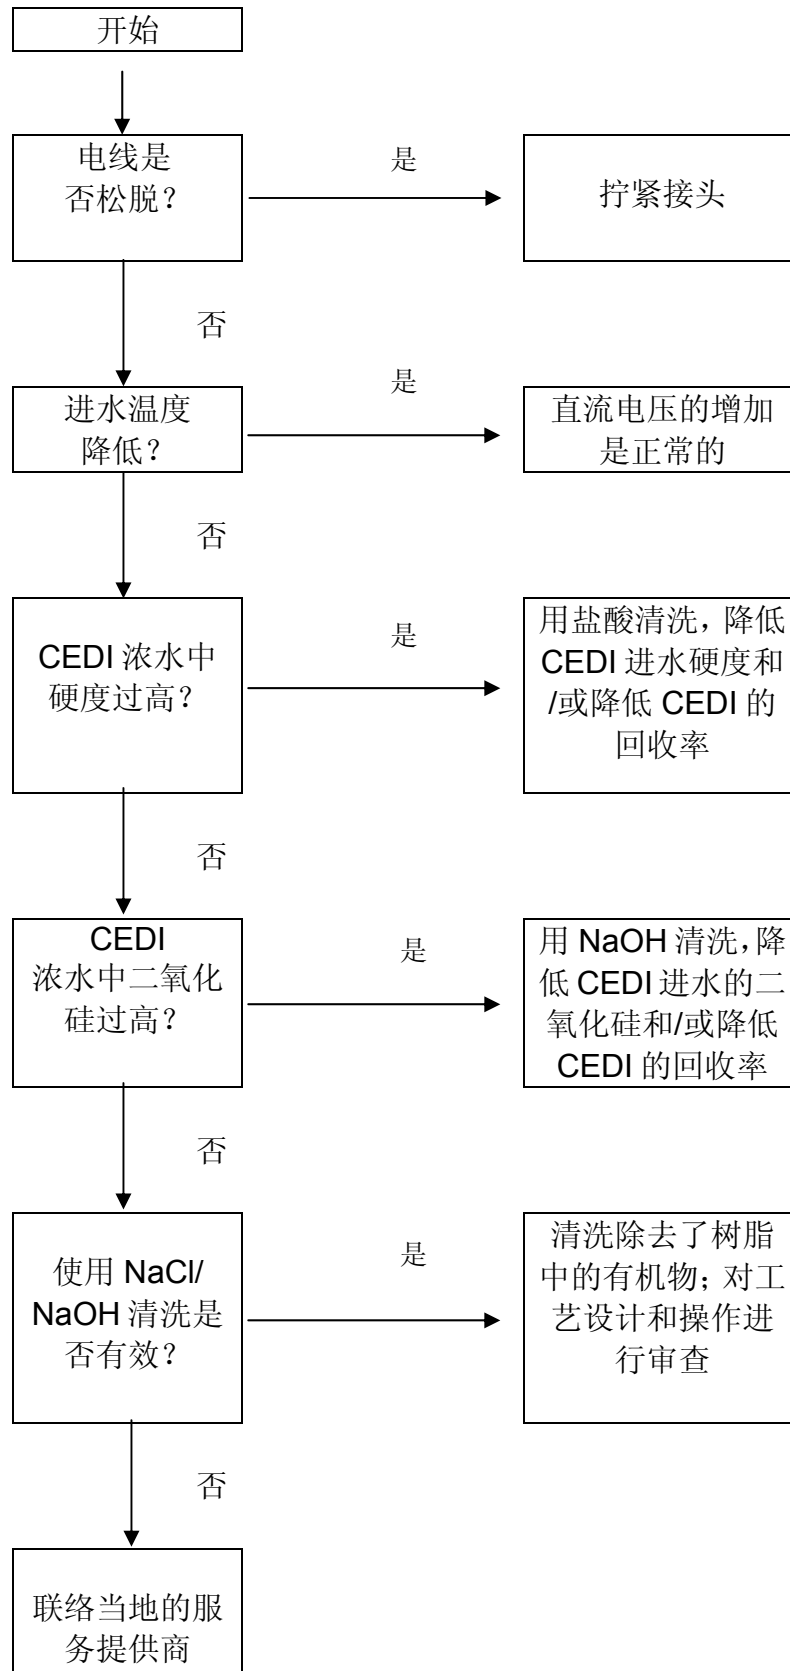 开始
电线是
否松脱？
是
拧紧接头
否
进水温度
降低？
是
直流电压的增加
是正常的
否
CEDI 浓水中
硬度过高？
是
用盐酸清洗，降低
CEDI 进水硬度和
/或降低 CEDI 的
回收率
否
CEDI
浓水中二氧化
硅过高？
是
用 NaOH 清洗，降
低 CEDI 进水的二
氧化硅和/或降低
CEDI 的回收率
否
使用 NaCl/
NaOH 清洗是
否有效？
是
清洗除去了树脂
中的有机物；对工
艺设计和操作进
行审查
否
联络当地的服
务提供商